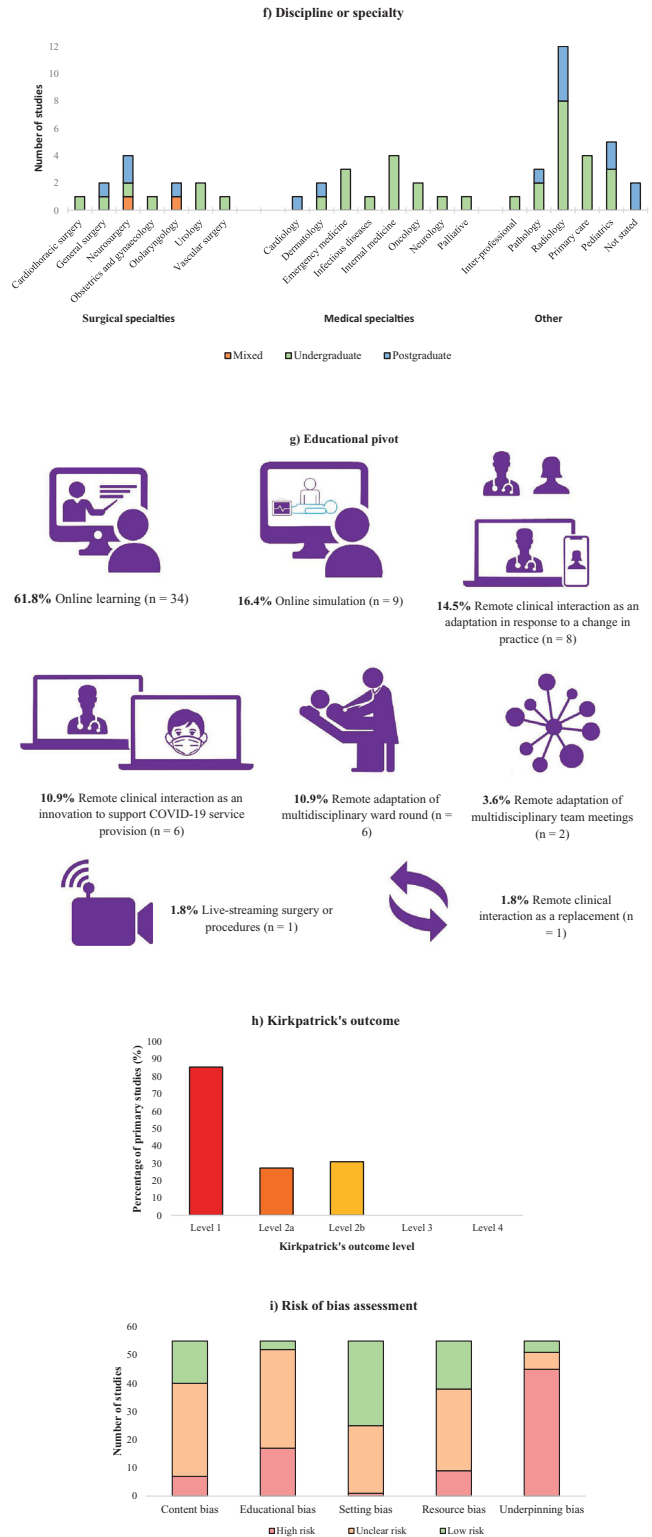 f) Discipline or specialty
Number of studies
12
10
8
6
4
2
0
Cardiothoracic surgery
General surgery
Neurosurgery
Obstetrics and gynaecology
Otolaryngology
Urology
Vascular surgery
Cardiology
Dermatology
Emergency medicine
Infectious diseases
Internal medicine
Oncology
Neurology
Palliative
Inter-professional
Pathology
Radiology
Primary care
Pediatrics
Not stated
Surgical specialties
Medical specialties
Other
Mixed
Undergraduate
Postgraduate
g) Educational pivot
61.8% Online learning (n = 34)
16.4% Online simulation (n = 9)
14.5% Remote clinical interaction as an
adaptation in response to a change in
practice (n = 8)
10.9% Remote clinical interaction as an
innovation to support COVID-19 service
provision (n = 6)
10.9% Remote adaptation of
multidisciplinary ward round (n =
6)
3.6% Remote adaptation of
multidisciplinary team meetings
(n = 2)
1.8% Live-streaming surgery or
procedures (n = 1)
1.8% Remote clinical
interaction as a replacement (n
= 1)
h) Kirkpatrick's outcome
Percentage of primary studies (%)
100
90
80
70
60
50
40
30
20
10
0
Level 1
Level 2a
Level 2b
Level 3
Level 4
Kirkpatrick's outcome level
i) Risk of bias assessment
Number of studies
60
50
40
30
20
10
0
Content bias
Educational bias
Setting bias
Resource bias
Underpinning bias
High risk
Unclear risk
Low risk